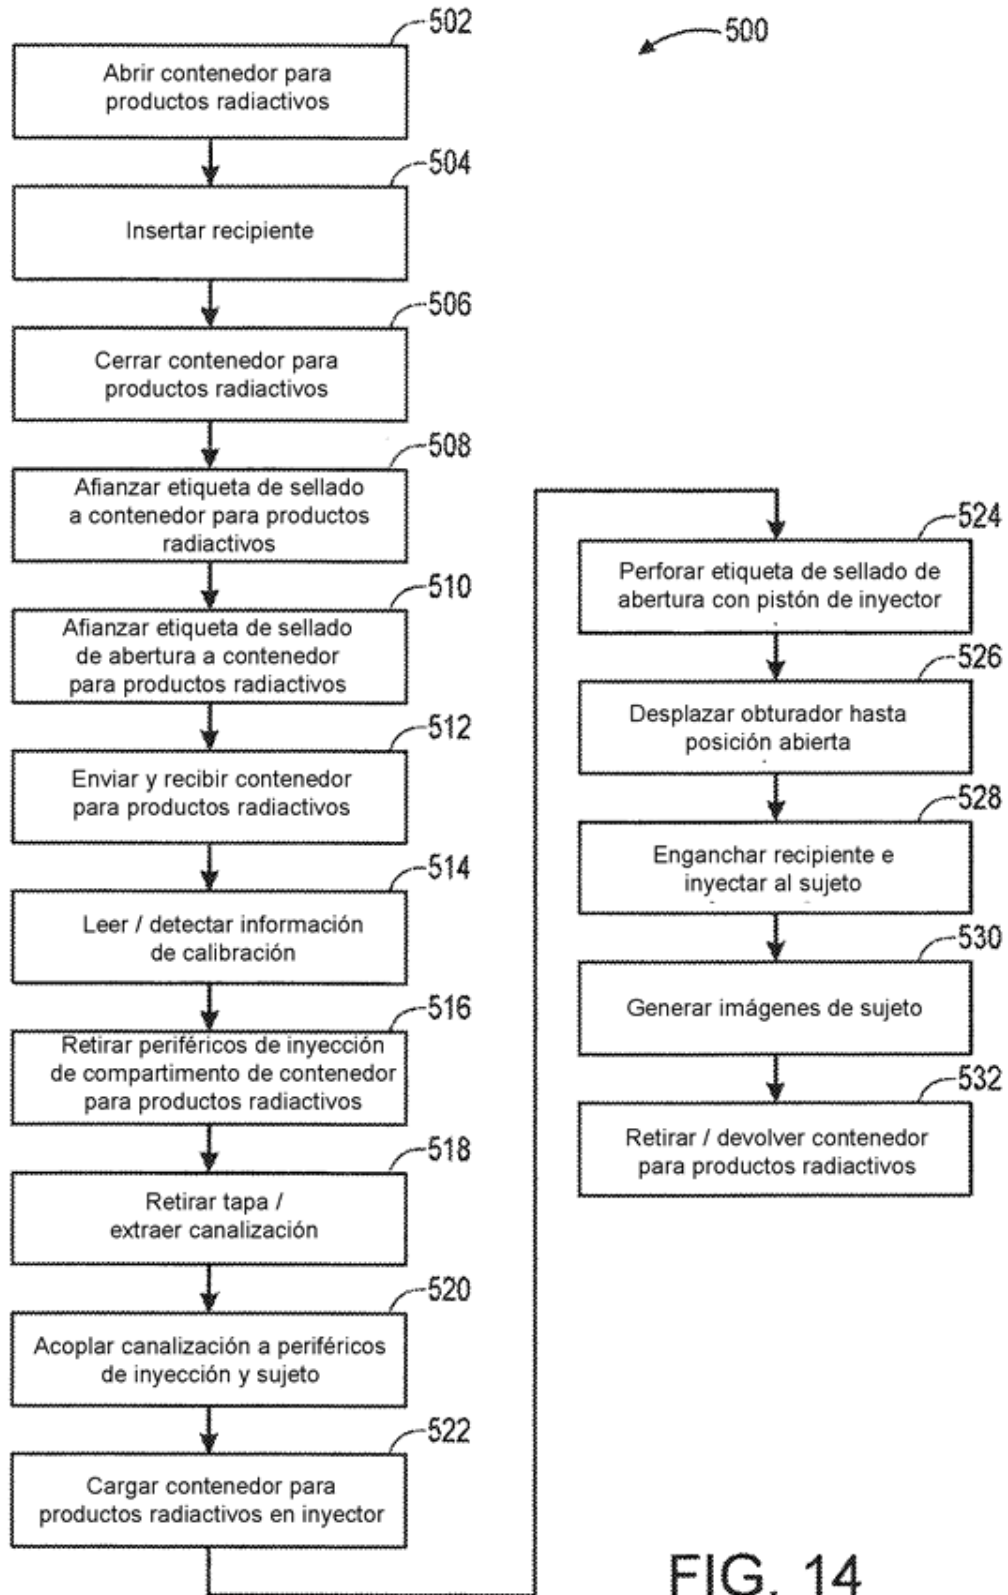 500
502
Abrir contenedor para
productos radiactivos
504
Insertar recipiente
506
Cerrar contenedor para
productos radiactivos
508
Afianzar etiqueta de sellado
a contenedor para productos
radiactivos
510
Afianzar etiqueta de sellado
de abertura a contenedor
para productos radiactivos
512
Enviar y recibir contenedor
para productos radiactivos
514
Leer / detectar información
de calibración
516
Retirar periféricos de inyección
de compartimento de contenedor
para productos radiactivos
518
Retirar tapa /
extraer canalización
520
Acoplar canalización a periféricos
de inyección y sujeto
522
Cargar contenedor para
productos radiactivos en inyector
524
Perforar etiqueta de sellado de
abertura con pistón de inyector
526
Desplazar obturador hasta
posición abierta
528
Enganchar recipiente e
inyectar al sujeto
530
Generar imágenes de sujeto
532
Retirar / devolver contenedor
para productos radiactivos
FIG. 14